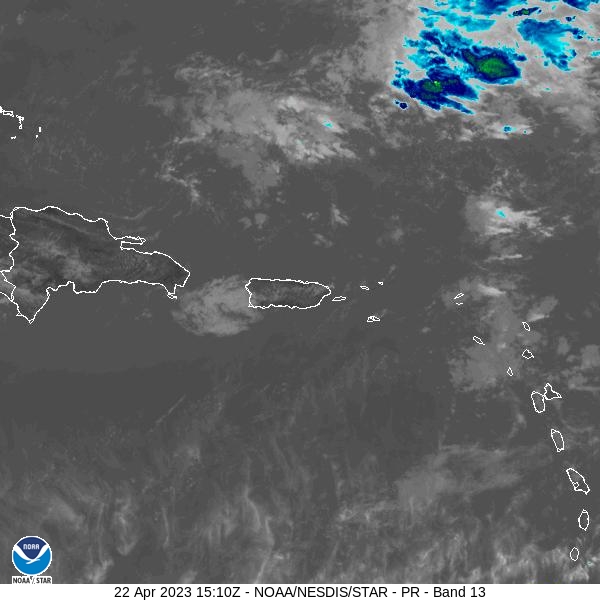 NOAA
NOAA / STAR
22 Apr 2023 15:10Z - NOAA/NESDIS/STAR - PR - Band 13